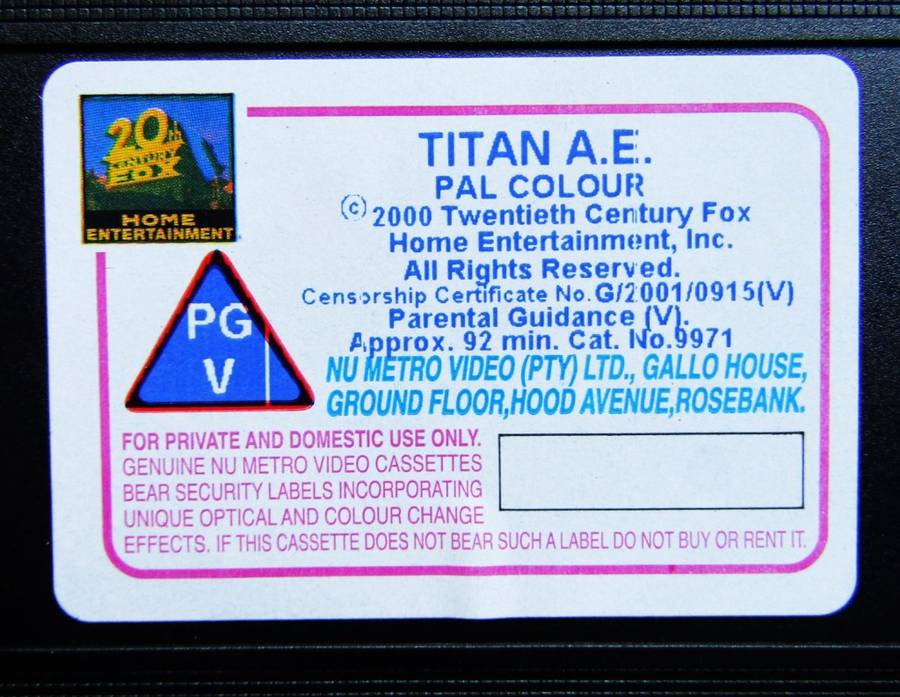 20th
CENTURY
FOX
HOME
ENTERTAINMENT
TITAN A.E.
PAL COLOUR
(c) 2000 Twentieth Century Fox
Home Entertainment, Inc.
All Rights Reserved.
Censorship Certificate No. G/2001/0915(V)
Parental Guidance (V).
Approx. 92 min. Cat. No.9971
PG
V
NU METRO VIDEO (PTY) LTD., GALLO HOUSE,
GROUND FLOOR,HOOD AVENUE,ROSEBANK.
FOR PRIVATE AND DOMESTIC USE ONLY.
GENUINE NU METRO VIDEO CASSETTES
BEAR SECURITY LABELS INCORPORATING
UNIQUE OPTICAL AND COLOUR CHANGE
EFFECTS. IF THIS CASSETTE DOES NOT BEAR SUCH A LABEL DO NOT BUY OR RENT IT.